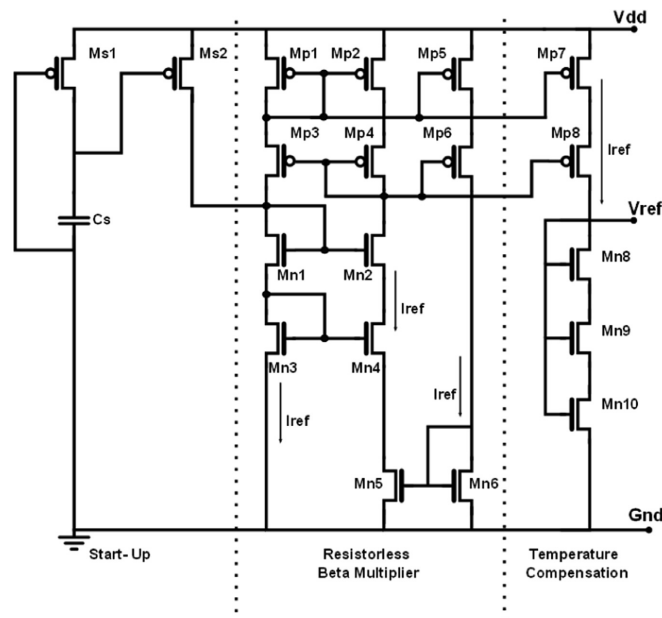 Vdd
Ms1
Ms2
Mp1
Mp2
Mp5
Mp7
Mp3
Mp4
Mp6
Mp8
Iref
Vref
Cs
Mn1
Mn2
Mn8
Iref
Mn9
Mn3
Mn4
Iref
Iref
Mn10
Mn5
Mn6
Gnd
Start- Up
Resistorless
Beta Multiplier
Temperature
Compensation